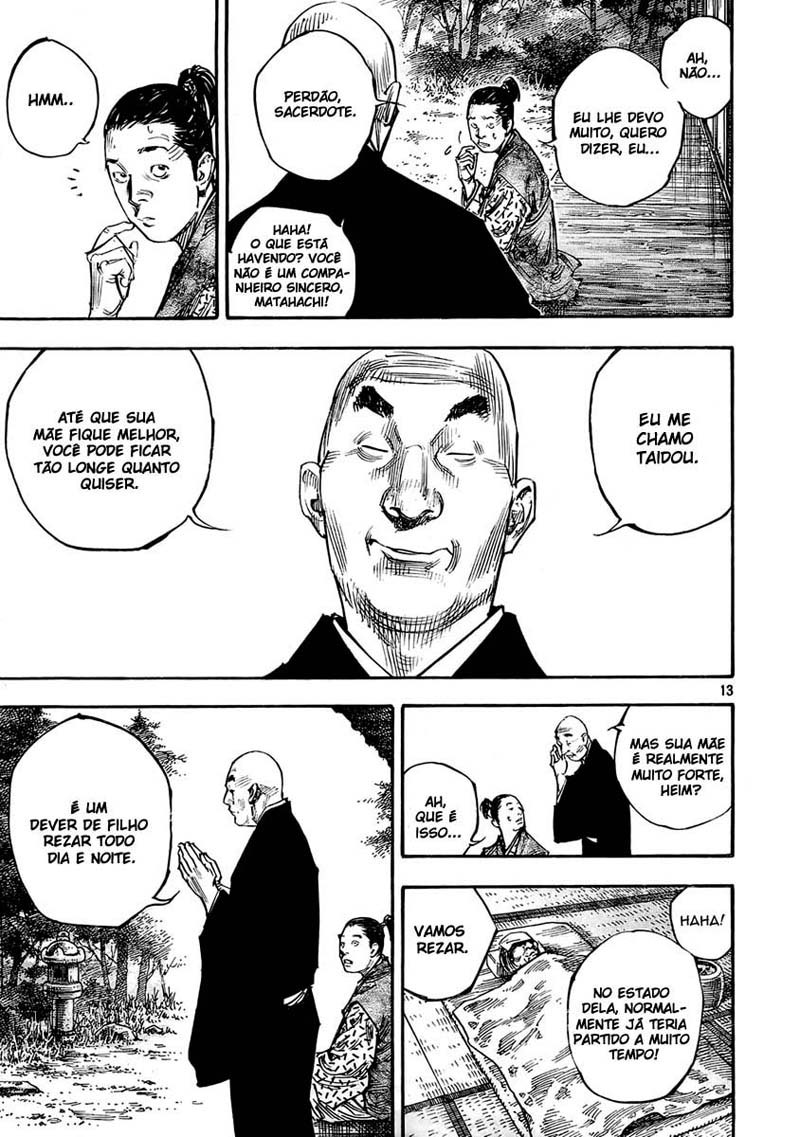 AH,
NÃO...
EU LHE DEVO
MUITO, QUERO
DIZER, EU...
PERDÃO,
SACERDOTE.
HAHA!
O QUE ESTÁ
HAVENDO? VOCÊ
NÃO É UM COMPA-
NHEIRO SINCERO,
MATAHACHI!
HMM..
EU ME
CHAMO
TAIDOU.
ATÉ QUE SUA
MÃE FIQUE MELHOR,
VOCÊ PODE FICAR
TÃO LONGE QUANTO
QUISER.
13
MAS SUA MÃE
É REALMENTE
MUITO FORTE,
HEIM?
AH,
QUE É
ISSO...
HAHA!
NO ESTADO
DELA, NORMAL-
MENTE JÁ TERIA
PARTIDO A MUITO
TEMPO!
VAMOS
REZAR.
É UM
DEVER DE FILHO
REZAR TODO
DIA E NOITE.